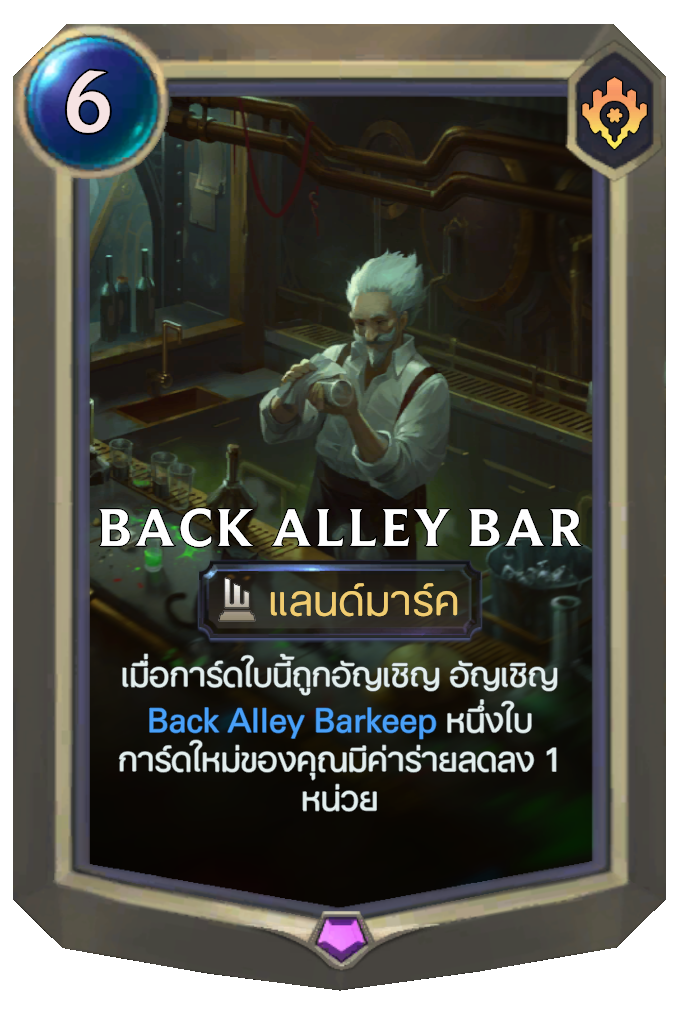 6
BACK ALLEY BAR
แลนด์มาร์ค
เมื่อการ์ดใบนี้ถูกอัญเชิญ อัญเชิญ
Back Alley Barkeep หนึ่งใบ
การ์ดใหม่ของคุณมีค่าร่ายลดลง 1
หน่วย